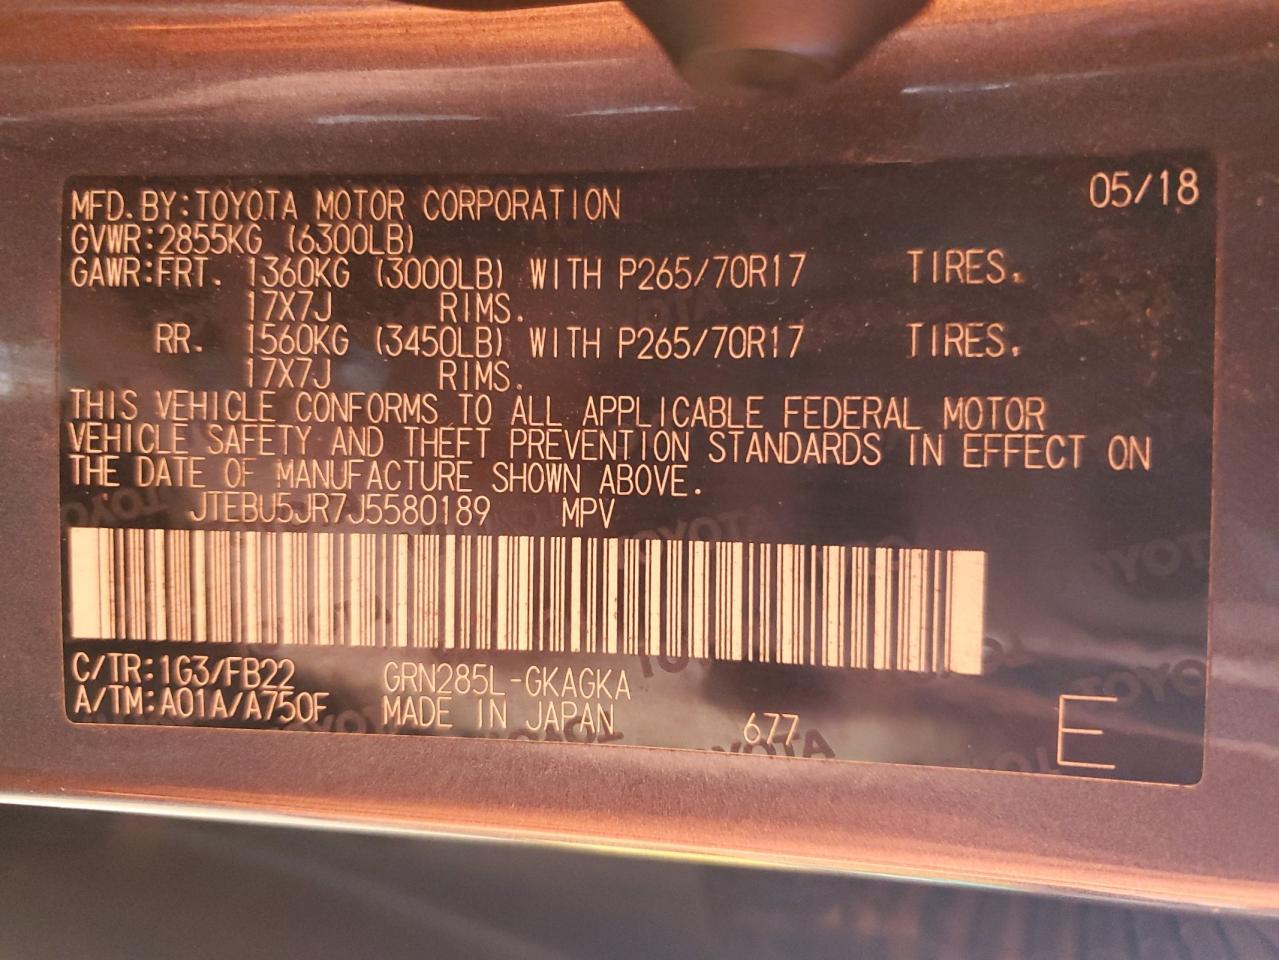 MFD. BY:TOYOTA MOTOR CORPORATION 05/18
GVWR:2855KG (6300LB)
GAWR:FRT. 1360KG (3000LB) WITH P265/70R17 TIRES,
17X7J RIMS.
RR. 1560KG (3450LB) WITH P265/70R17 TIRES,
17X7J RIMS.
THIS VEHICLE CONFORMS TO ALL APPLICABLE FEDERAL MOTOR
VEHICLE SAFETY AND THEFT PREVENTION STANDARDS IN EFFECT ON
THE DATE OF MANUFACTURE SHOWN ABOVE.
JTEBU5JR7J5580189 MPV
C/TR:1G3/FB22 GRN285L-GKAGKA
A/TM:A01A/A750F MADE IN JAPAN 677 E